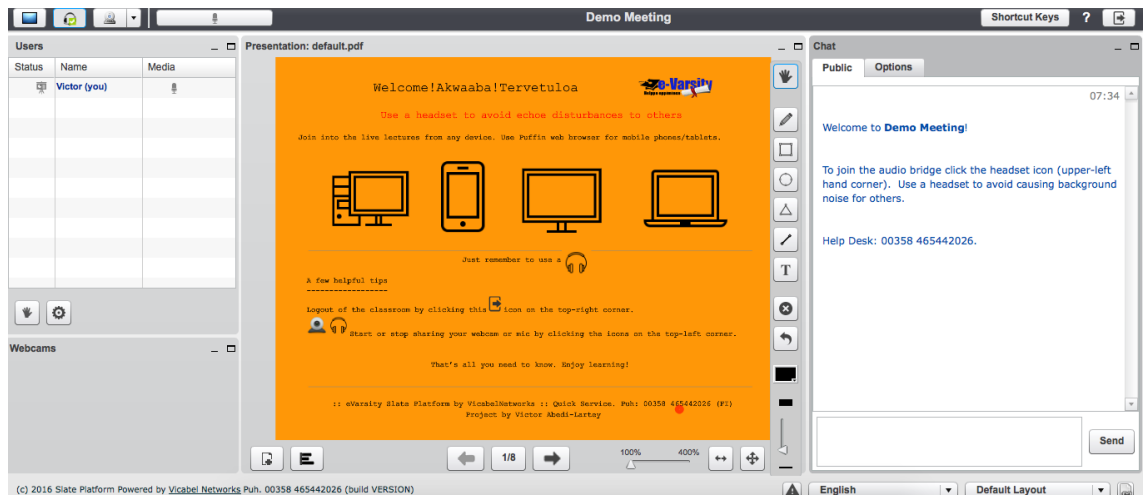 Demo Meeting
Shortcut Keys
?
Users
Status Name Media
Victor (you)
Webcams
Presentation: default.pdf
Welcome!Akwaaba!Tervetuloa
e-Varsity
Use a headset to avoid echoe disturbances to others
Join into the live lectures from any device. Use Puffin web browser for mobile phones/tablets.
Just remember to use a
A few helpful tips
-----------------
Logout of the classroom by clicking this icon on the top-right corner.
Start or stop sharing your webcam or mic by clicking the icons on the top-left corner.
That's all you need to know. Enjoy learning!
:: eVarsity Slate Platform by VicabelNetworks :: Quick Service. Puh: 00358 465442026 (FI)
Project by Victor Abedi-Lartey
T
1/8
100% 400%
Chat
Public Options
07:34
Welcome to Demo Meeting!
To join the audio bridge click the headset icon (upper-left
hand corner). Use a headset to avoid causing background
noise for others.
Help Desk: 00358 465442026.
Send
(c) 2016 Slate Platform Powered by Vicabel Networks Puh. 00358 465442026 (build VERSION)
English
Default Layout